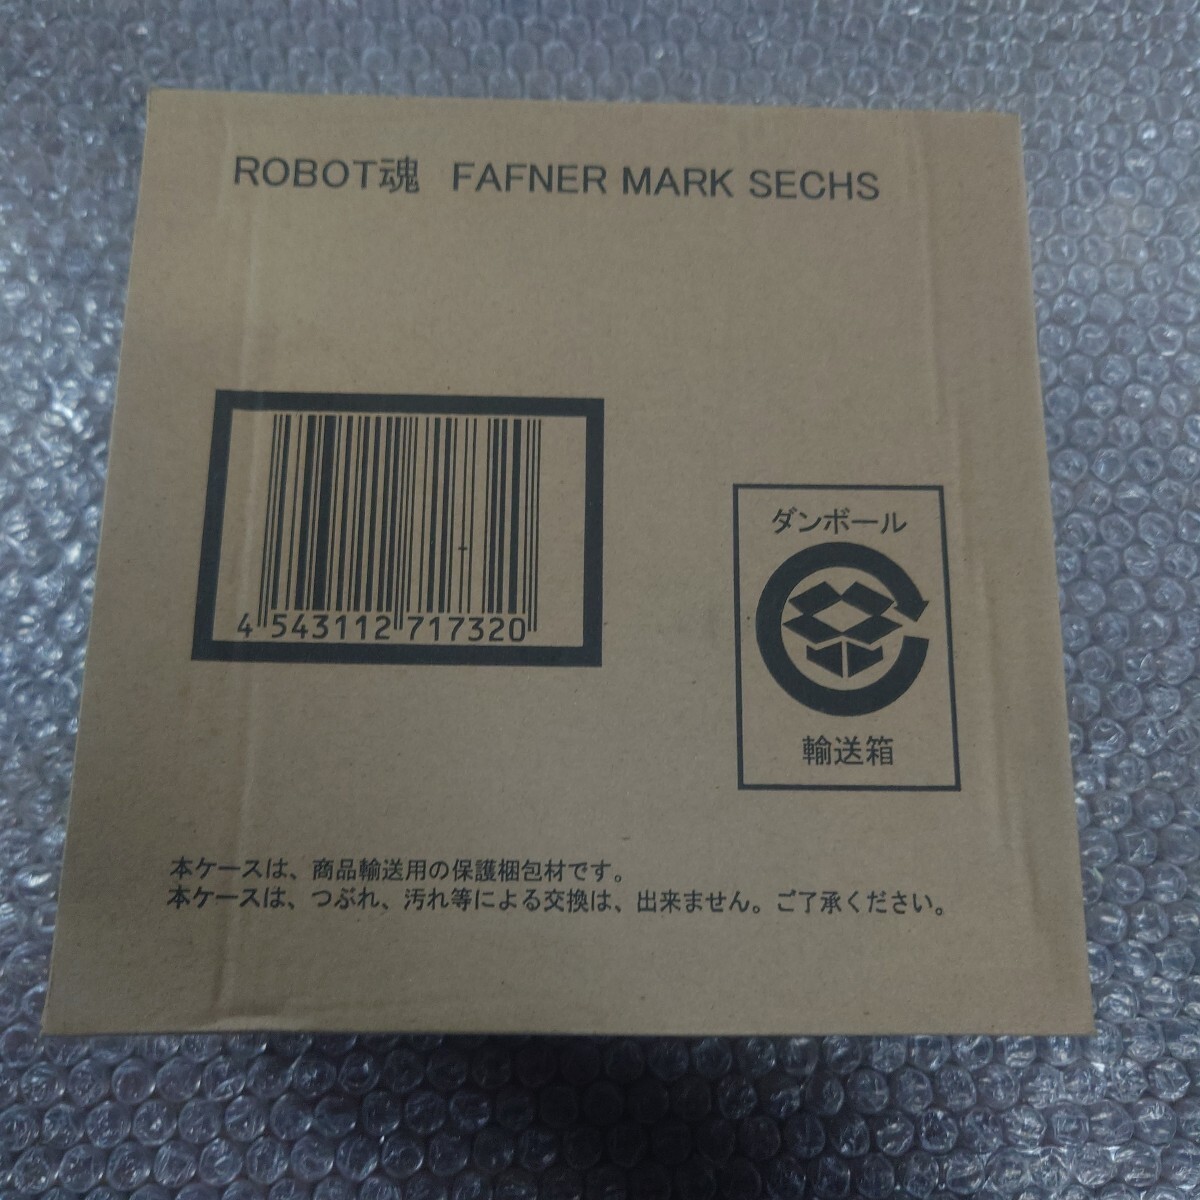 ROBOT魂 FAFNER MARK SECHS
4 543112 717320
ダンボール
輸送箱
本ケースは、商品輸送用の保護梱包材です。
本ケースは、つぶれ、汚れ等による交換は、出来ません。ご了承ください。